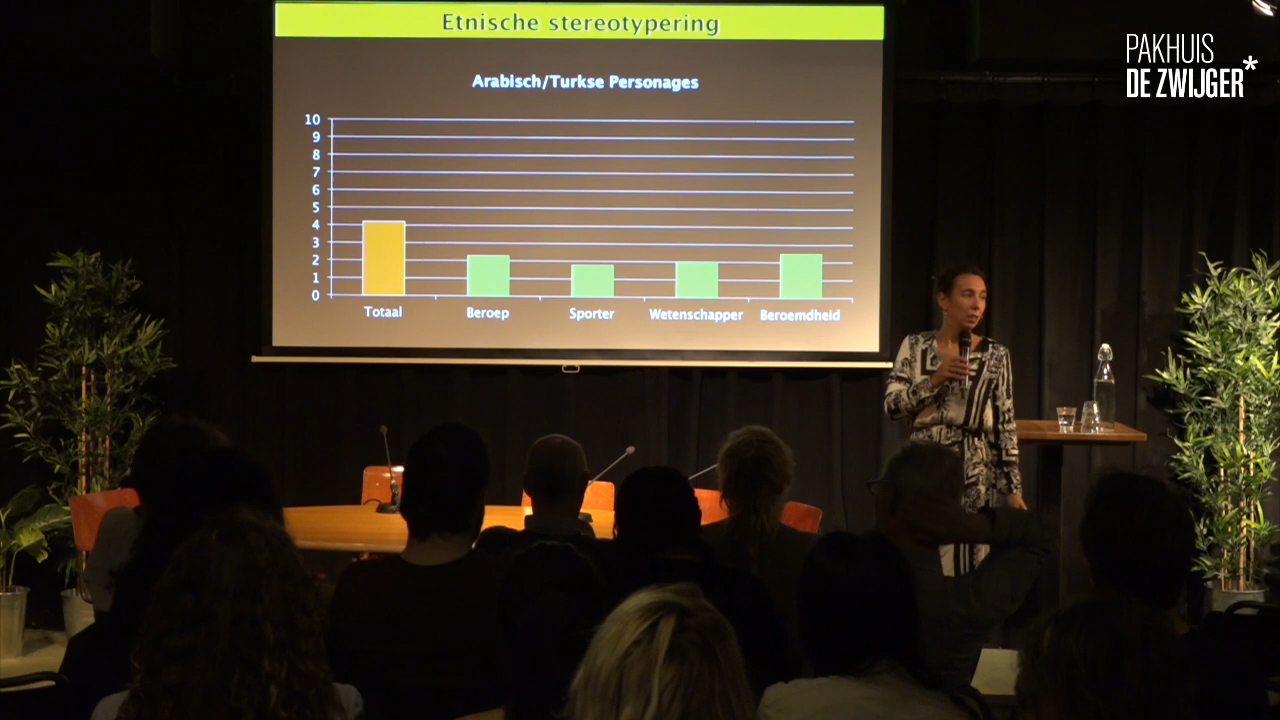 Etnische stereotypering
PAKHUIS
DE ZWIJGER*
Arabisch/Turkse Personages
10
9
8
7
6
5
4
3
2
1
0
Totaal Beroep Sporter Wetenschapper Beroemdheid